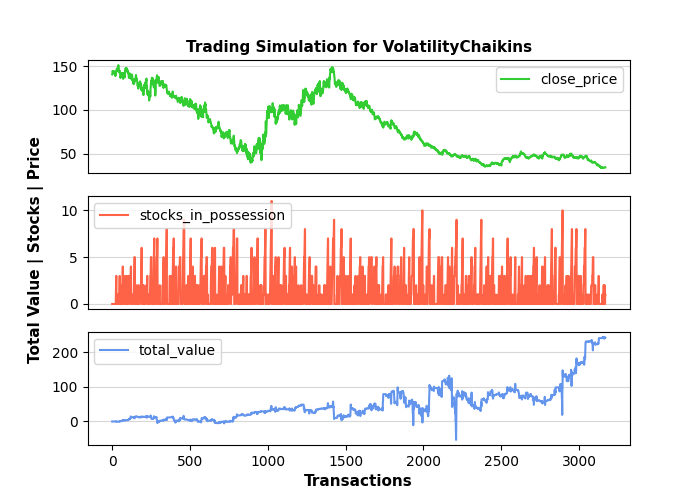 Trading Simulation for VolatilityChaikins
Total Value | Stocks | Price
150
100
50
close_price
10
5
0
stocks_in_possession
200
100
0
total_value
0 500 1000 1500 2000 2500 3000
Transactions